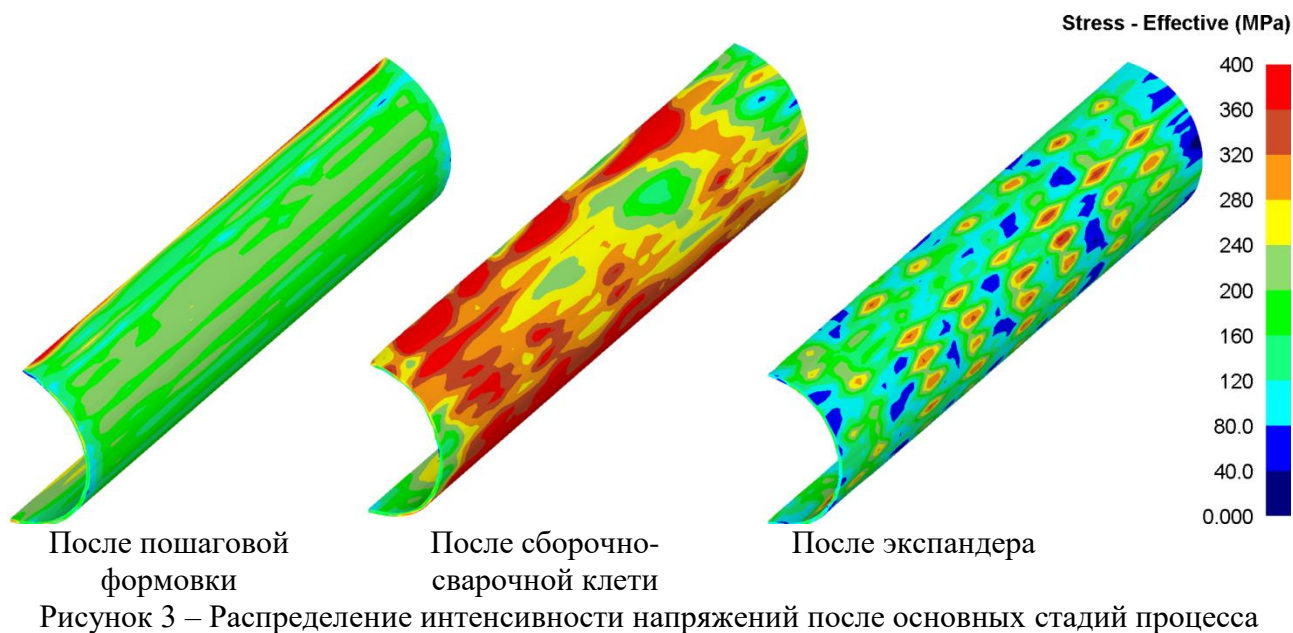 Stress - Effective (MPa)
400
360
320
280
240
200
160
120
80.0
40.0
0.000
После пошаговой
формовки
После сборочно-
сварочной клети
После экспандера
Рисунок 3 – Распределение интенсивности напряжений после основных стадий процесса